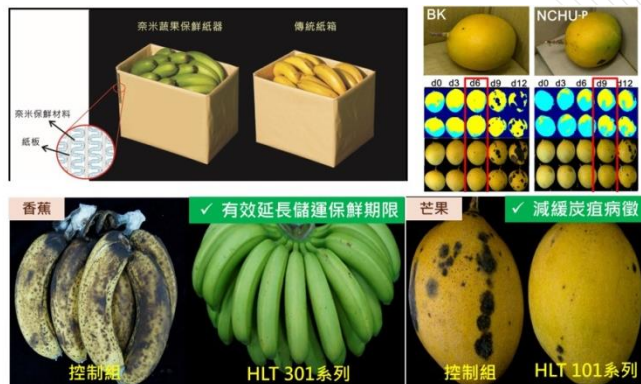 奈米蔬果保鮮紙器
傳統紙箱
奈米保鮮材料
紙板
BK
NCHU-P
d0 d3 d6 d9 d12
d0 d3 d6 d9 d12
香蕉
✓ 有效延長儲運保鮮期限
控制組
HLT 301系列
芒果
✓ 減緩炭疽病徵
控制組
HLT 101系列